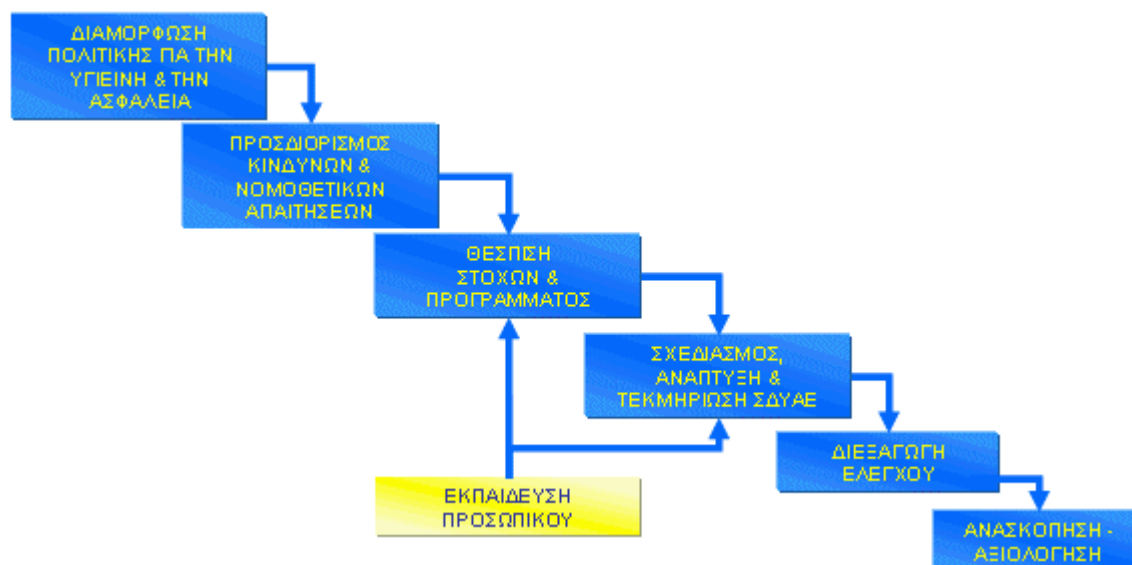 ΔΙΑΜΟΡΦΩΣΗ
ΠΟΛΙΤΙΚΗΣ ΓΙΑ ΤΗΝ
ΥΓΙΕΙΝΗ & ΤΗΝ
ΑΣΦΑΛΕΙΑ
ΠΡΟΣΔΙΟΡΙΣΜΟΣ
ΚΙΝΔΥΝΩΝ &
ΝΟΜΟΘΕΤΙΚΩΝ
ΑΠΑΙΤΗΣΕΩΝ
ΘΕΣΠΙΣΗ
ΣΤΟΧΩΝ &
ΠΡΟΓΡΑΜΜΑΤΟΣ
ΣΧΕΔΙΑΣΜΟΣ,
ΑΝΑΠΤΥΞΗ &
ΤΕΚΜΗΡΙΩΣΗ ΣΔΥΑΕ
ΔΙΕΞΑΓΩΓΗ
ΕΛΕΓΧΟΥ
ΕΚΠΑΙΔΕΥΣΗ
ΠΡΟΣΩΠΙΚΟΥ
ΑΝΑΣΚΟΠΗΣΗ -
ΑΞΙΟΛΟΓΗΣΗ